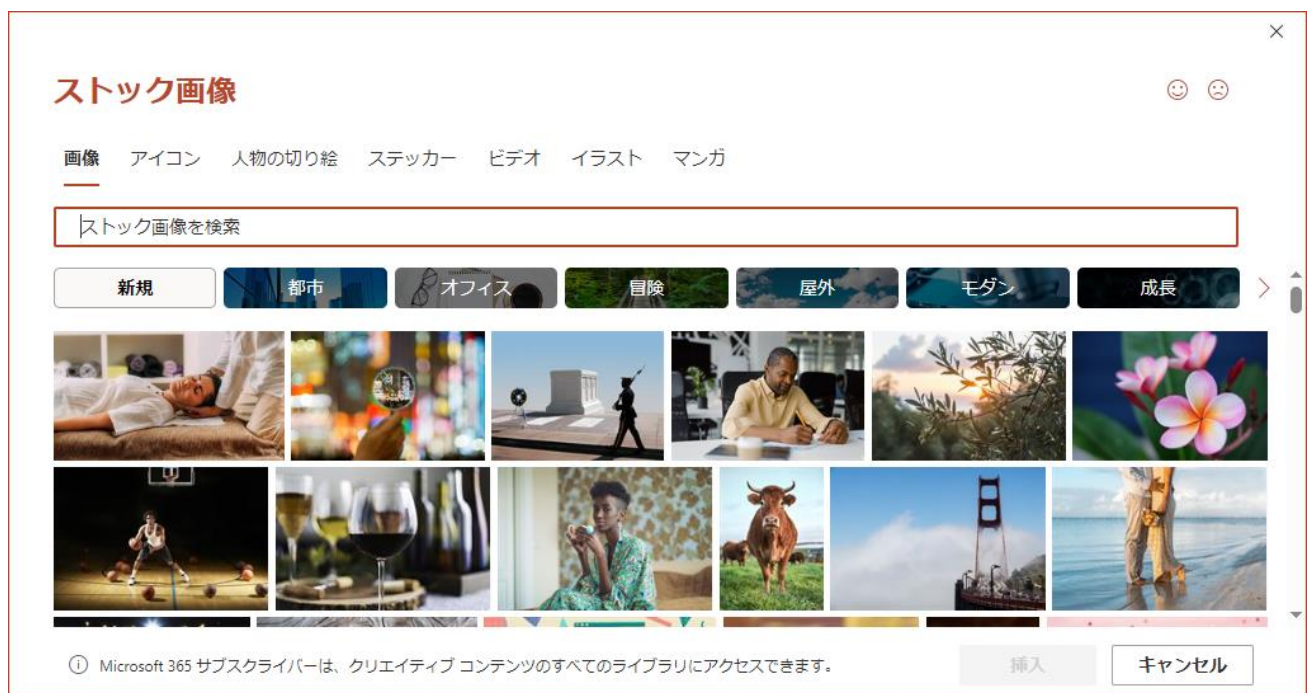 ストック画像
画像 アイコン 人物の切り絵 ステッカー ビデオ イラスト マンガ
ストック画像を検索
新規 都市 オフィス 冒険 屋外 モダン 成長
Microsoft 365 サブスクライバーは、クリエイティブ コンテンツのすべてのライブラリにアクセスできます。
挿入 キャンセル